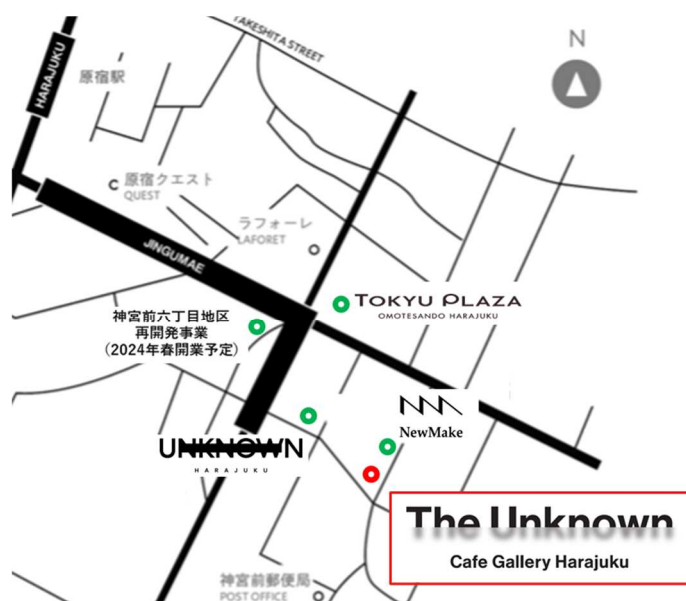 TAKESHITA STREET
N
HARAJUKU
原宿駅
原宿クエスト
QUEST
ラフォーレ
LAFORET
JINGUMAE
TOKYU PLAZA
OMOTESANDO HARAJUKU
神宮前六丁目地区
再開発事業
(2024年春開業予定)
NewMake
UNKNOWN
HARAJUKU
The Unknown
Cafe Gallery Harajuku
神宮前郵便局
POST OFFICE